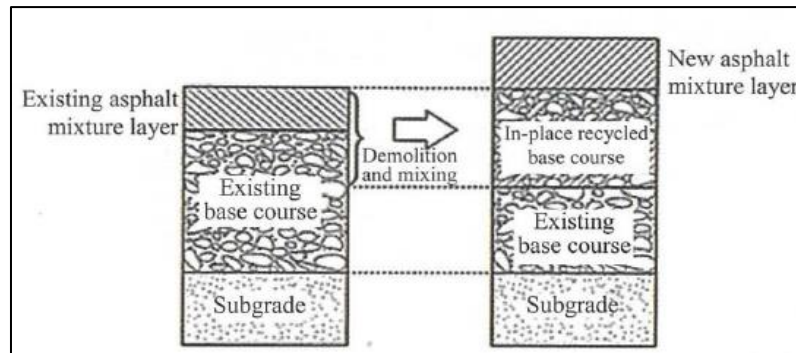 Existing asphalt
mixture layer
Existing
base course
Subgrade
Demolition
and mixing
New asphalt
mixture layer
In-place recycled
base course
Existing
base course
Subgrade